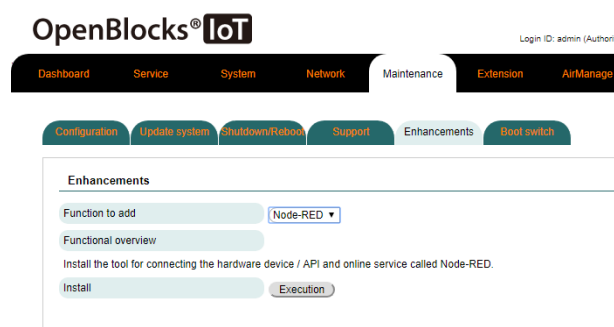 OpenBlocks® IoT
Login ID: admin (Authori
Dashboard Service System Network Maintenance Extension AirManage
Configuration Update system Shutdown/Reboot Support Enhancements Boot switch
Enhancements
Function to add Node-RED ▼
Functional overview
Install the tool for connecting the hardware device / API and online service called Node-RED.
Install Execution